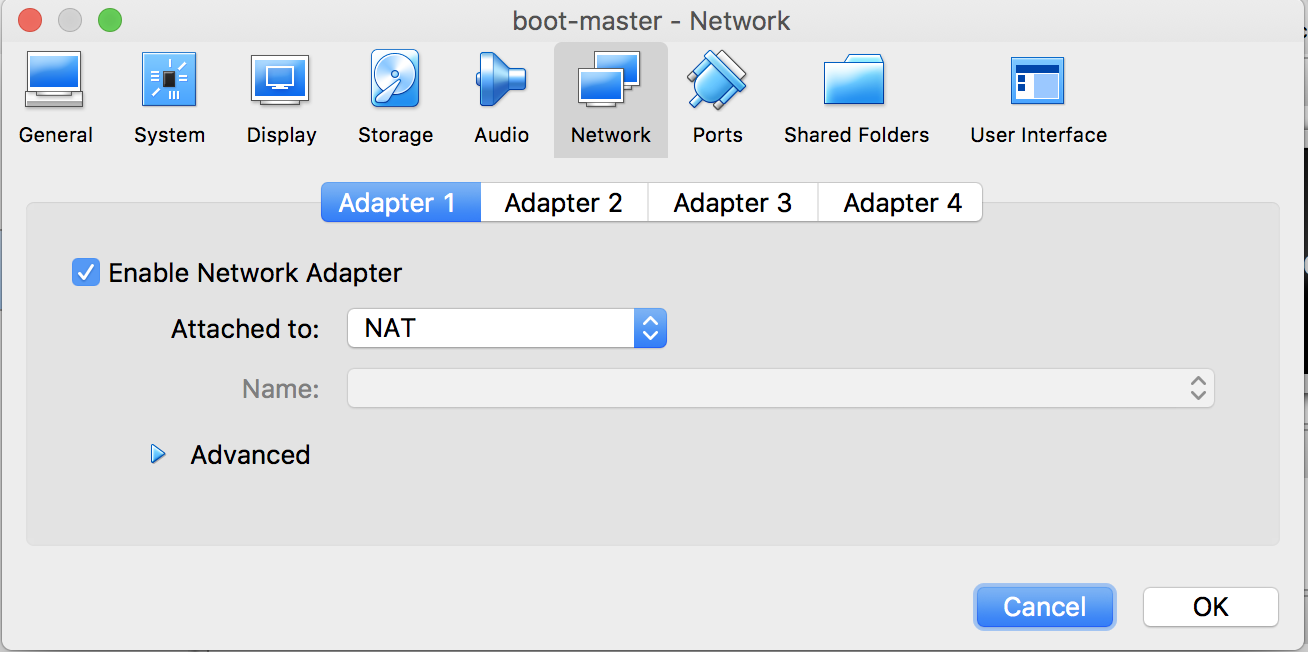 boot-master - Network
General System Display Storage Audio Network Ports Shared Folders User Interface
Adapter 1 Adapter 2 Adapter 3 Adapter 4
Enable Network Adapter
Attached to: NAT
Name:
Advanced
Cancel OK